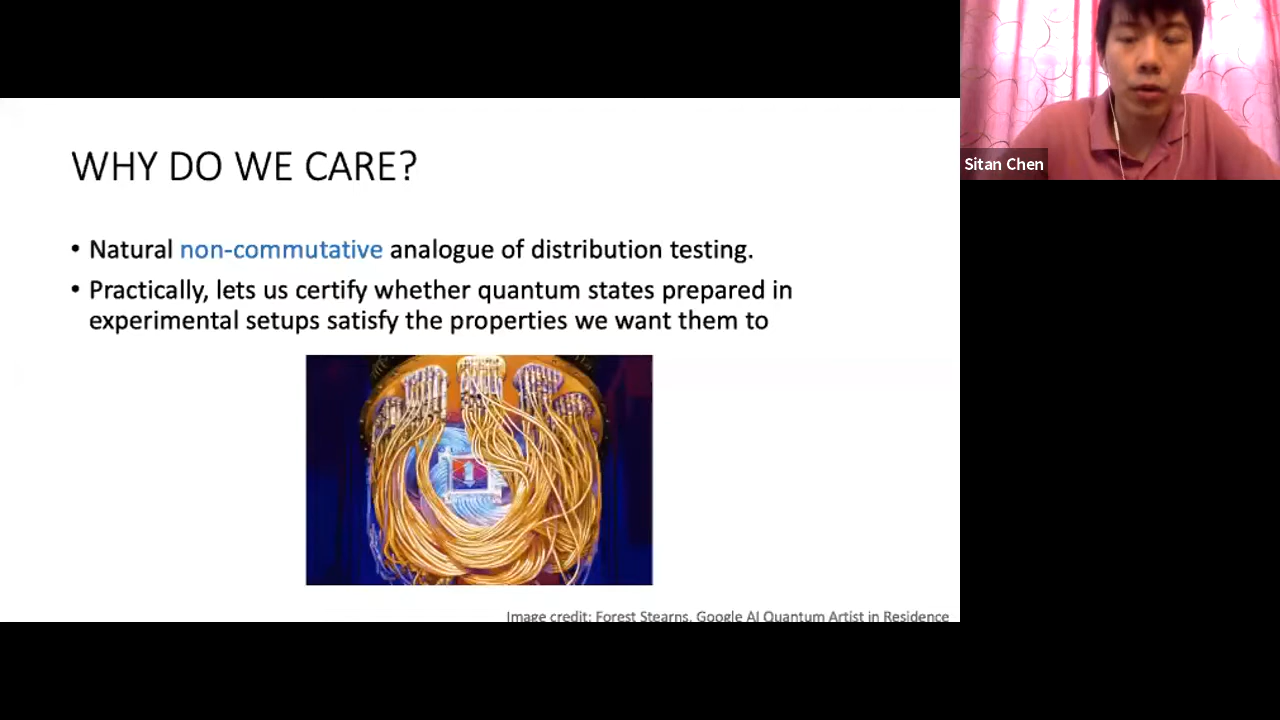 WHY DO WE CARE?
• Natural non-commutative analogue of distribution testing.
• Practically, lets us certify whether quantum states prepared in
experimental setups satisfy the properties we want them to
Image credit: Forest Stearns, Google AI Quantum Artist in Residence
Sitan Chen